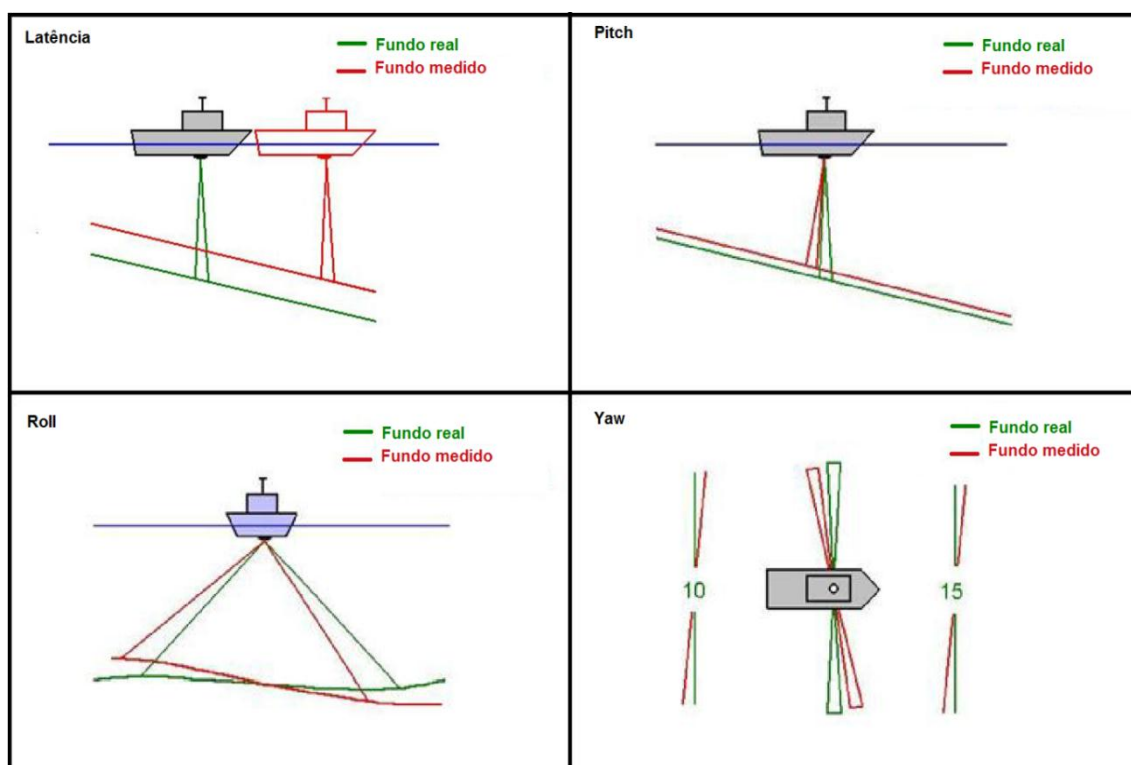 Latência
Fundo real
Fundo medido
Pitch
Fundo real
Fundo medido
Roll
Fundo real
Fundo medido
Yaw
Fundo real
Fundo medido
10
15